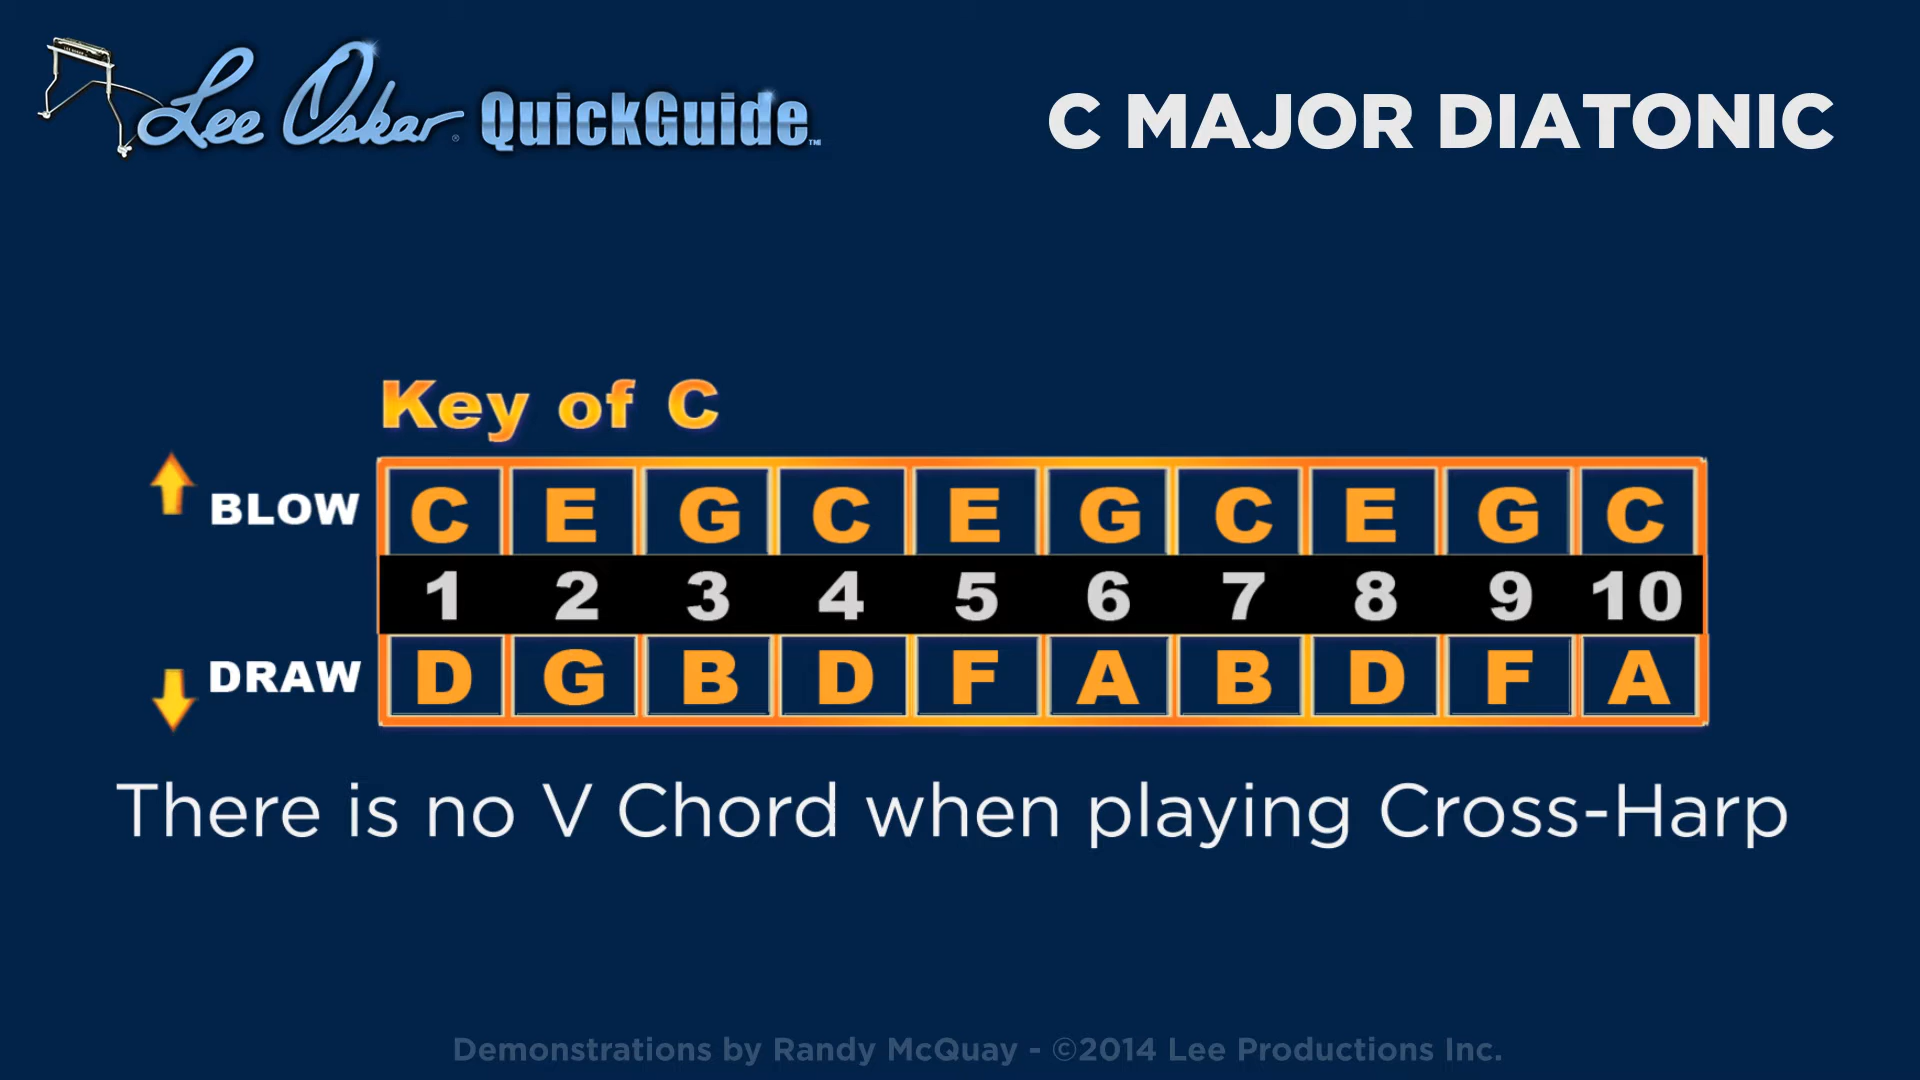 Lee Oskar® QuickGuide™
C MAJOR DIATONIC
Key of C
BLOW C E G C E G C E G C
1 2 3 4 5 6 7 8 9 10
DRAW D G B D F A B D F A
There is no V Chord when playing Cross-Harp
Demonstrations by Randy McQuay - ©2014 Lee Productions Inc.